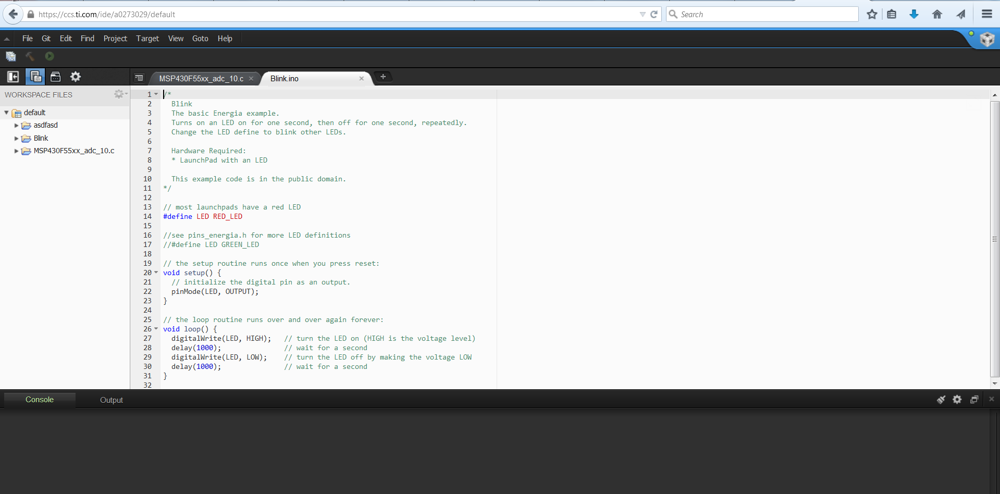 https://ccs.ti.com/ide/a0273029/default
Search
File Git Edit Find Project Target View Goto Help
MSP430F55xx_adc_10.c
Blink.ino
WORKSPACE FILES
default
asdfasd
Blink
MSP430F55xx_adc_10.c
1 /*
2   Blink
3   The basic Energia example.
4   Turns on an LED on for one second, then off for one second, repeatedly.
5   Change the LED define to blink other LEDs.
6
7   Hardware Required:
8   * LaunchPad with an LED
9
10   This example code is in the public domain.
11 */
12
13 // most launchpads have a red LED
14 #define LED RED_LED
15
16 //see pins_energia.h for more LED definitions
17 //#define LED GREEN_LED
18
19 // the setup routine runs once when you press reset:
20 void setup() {
21   // initialize the digital pin as an output.
22   pinMode(LED, OUTPUT);
23 }
24
25 // the loop routine runs over and over again forever:
26 void loop() {
27   digitalWrite(LED, HIGH);   // turn the LED on (HIGH is the voltage level)
28   delay(1000);               // wait for a second
29   digitalWrite(LED, LOW);    // turn the LED off by making the voltage LOW
30   delay(1000);               // wait for a second
31 }
32
Console
Output